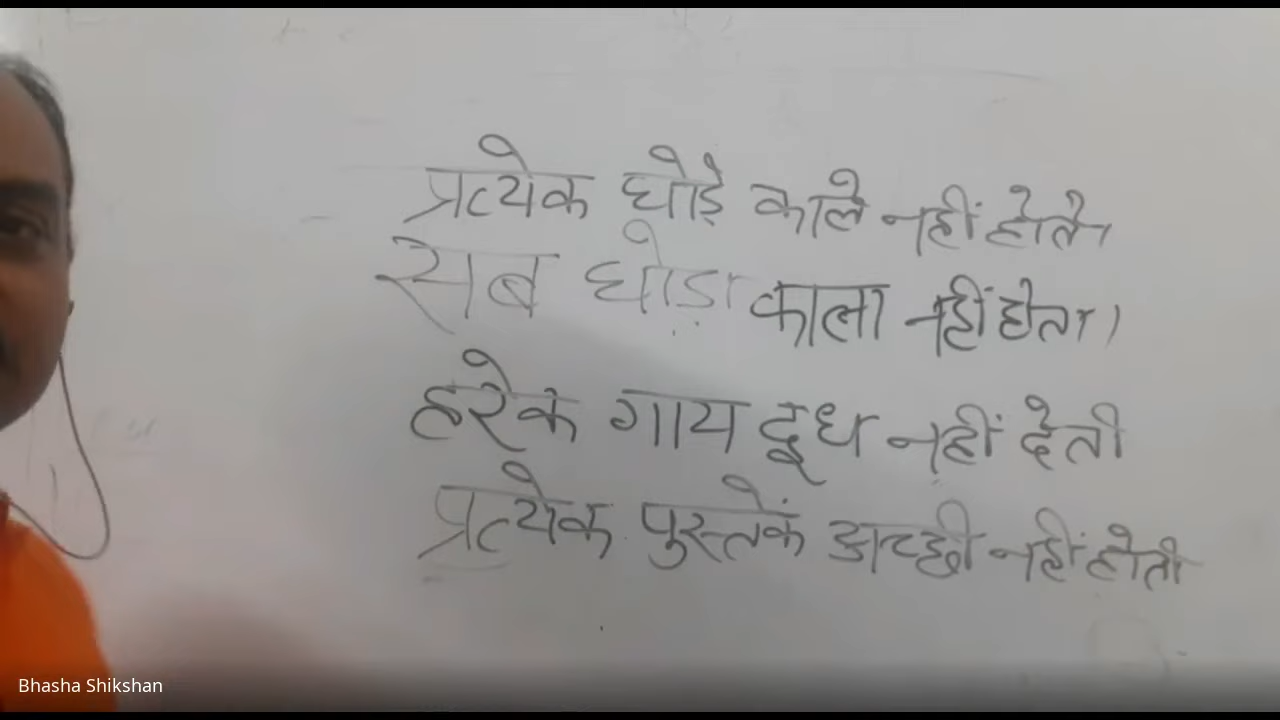 प्रत्येक घोड़े काले नहीं होते।
सब घोड़ा काला नहीं होता।
हरेक गाय दूध नहीं देती
प्रत्येक पुस्तकें अच्छी नहीं होती
Bhasha Shikshan